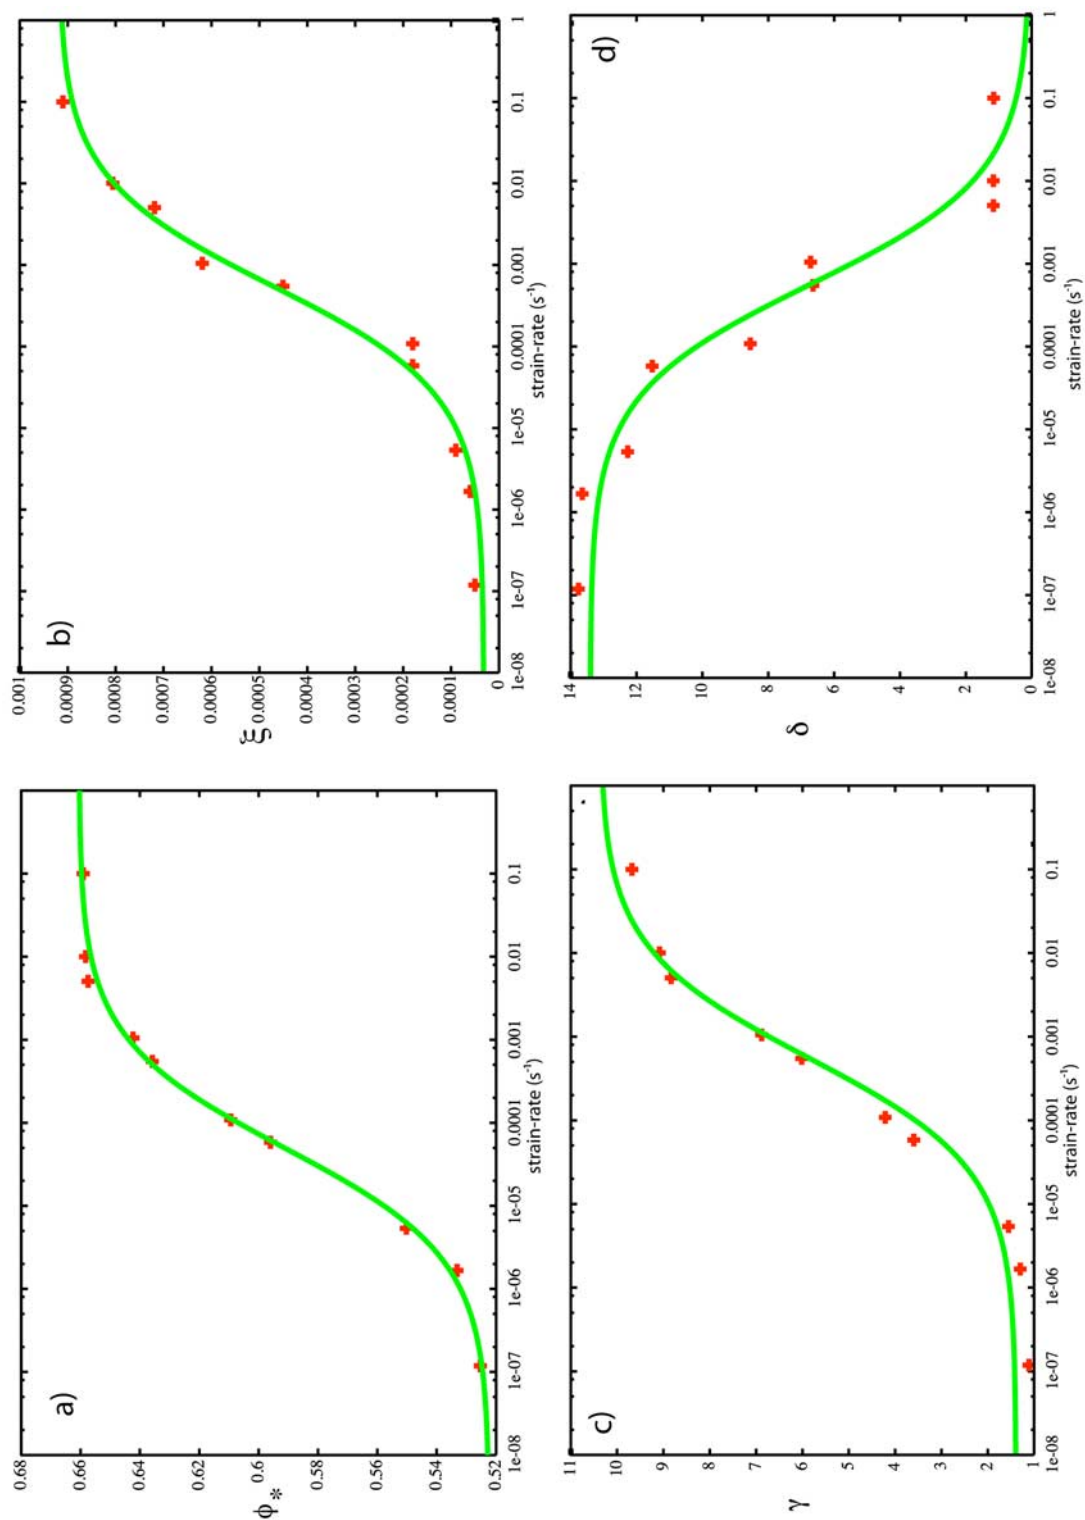 a)
0.68
0.66
0.64
0.62
0.6
0.58
0.56
0.54
0.52
ϕ*
1e-08
1e-07
1e-06
1e-05
0.0001
0.001
0.01
0.1
strain-rate (s⁻¹)
b)
0.001
0.0009
0.0008
0.0007
0.0006
0.0005
0.0004
0.0003
0.0002
0.0001
0
ξ
1e-08
1e-07
1e-06
1e-05
0.0001
0.001
0.01
0.1
1
strain-rate (s⁻¹)
c)
11
10
9
8
7
6
5
4
3
2
1
γ
1e-08
1e-07
1e-06
1e-05
0.0001
0.001
0.01
0.1
strain-rate (s⁻¹)
d)
14
12
10
8
6
4
2
0
δ
1e-08
1e-07
1e-06
1e-05
0.0001
0.001
0.01
0.1
1
strain-rate (s⁻¹)